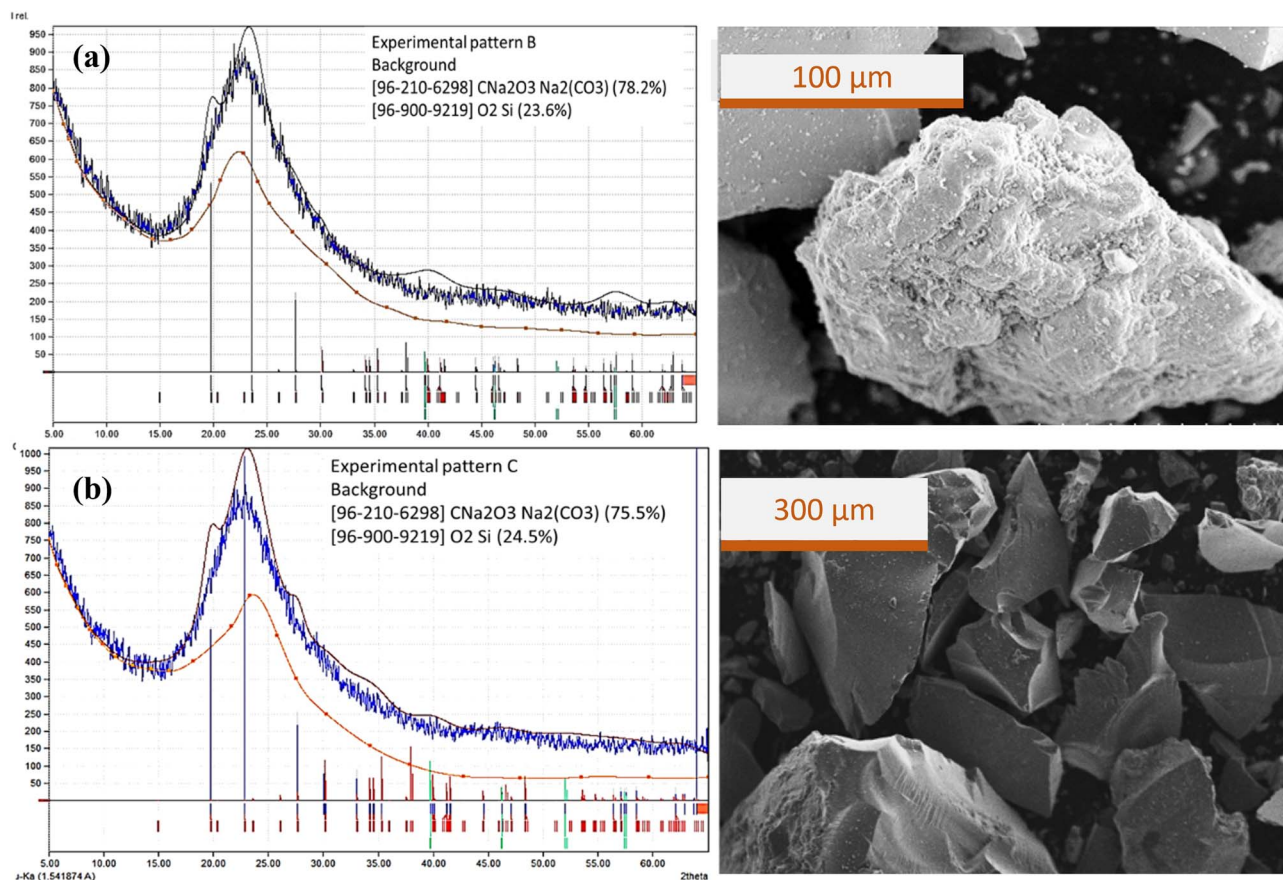 I rel.
(a)
Experimental pattern B
Background
[96-210-6298] CNa2O3 Na2(CO3) (78.2%)
[96-900-9219] O2 Si (23.6%)
950
900
850
800
750
700
650
600
550
500
450
400
350
300
250
200
150
100
50
5.00 10.00 15.00 20.00 25.00 30.00 35.00 40.00 45.00 50.00 55.00 60.00
100 µm
(b)
Experimental pattern C
Background
[96-210-6298] CNa2O3 Na2(CO3) (75.5%)
[96-900-9219] O2 Si (24.5%)
1000
950
900
850
800
750
700
650
600
550
500
450
400
350
300
250
200
150
100
50
5.00 10.00 15.00 20.00 25.00 30.00 35.00 40.00 45.00 50.00 55.00 60.00
(1.541874 A) 2theta
300 µm